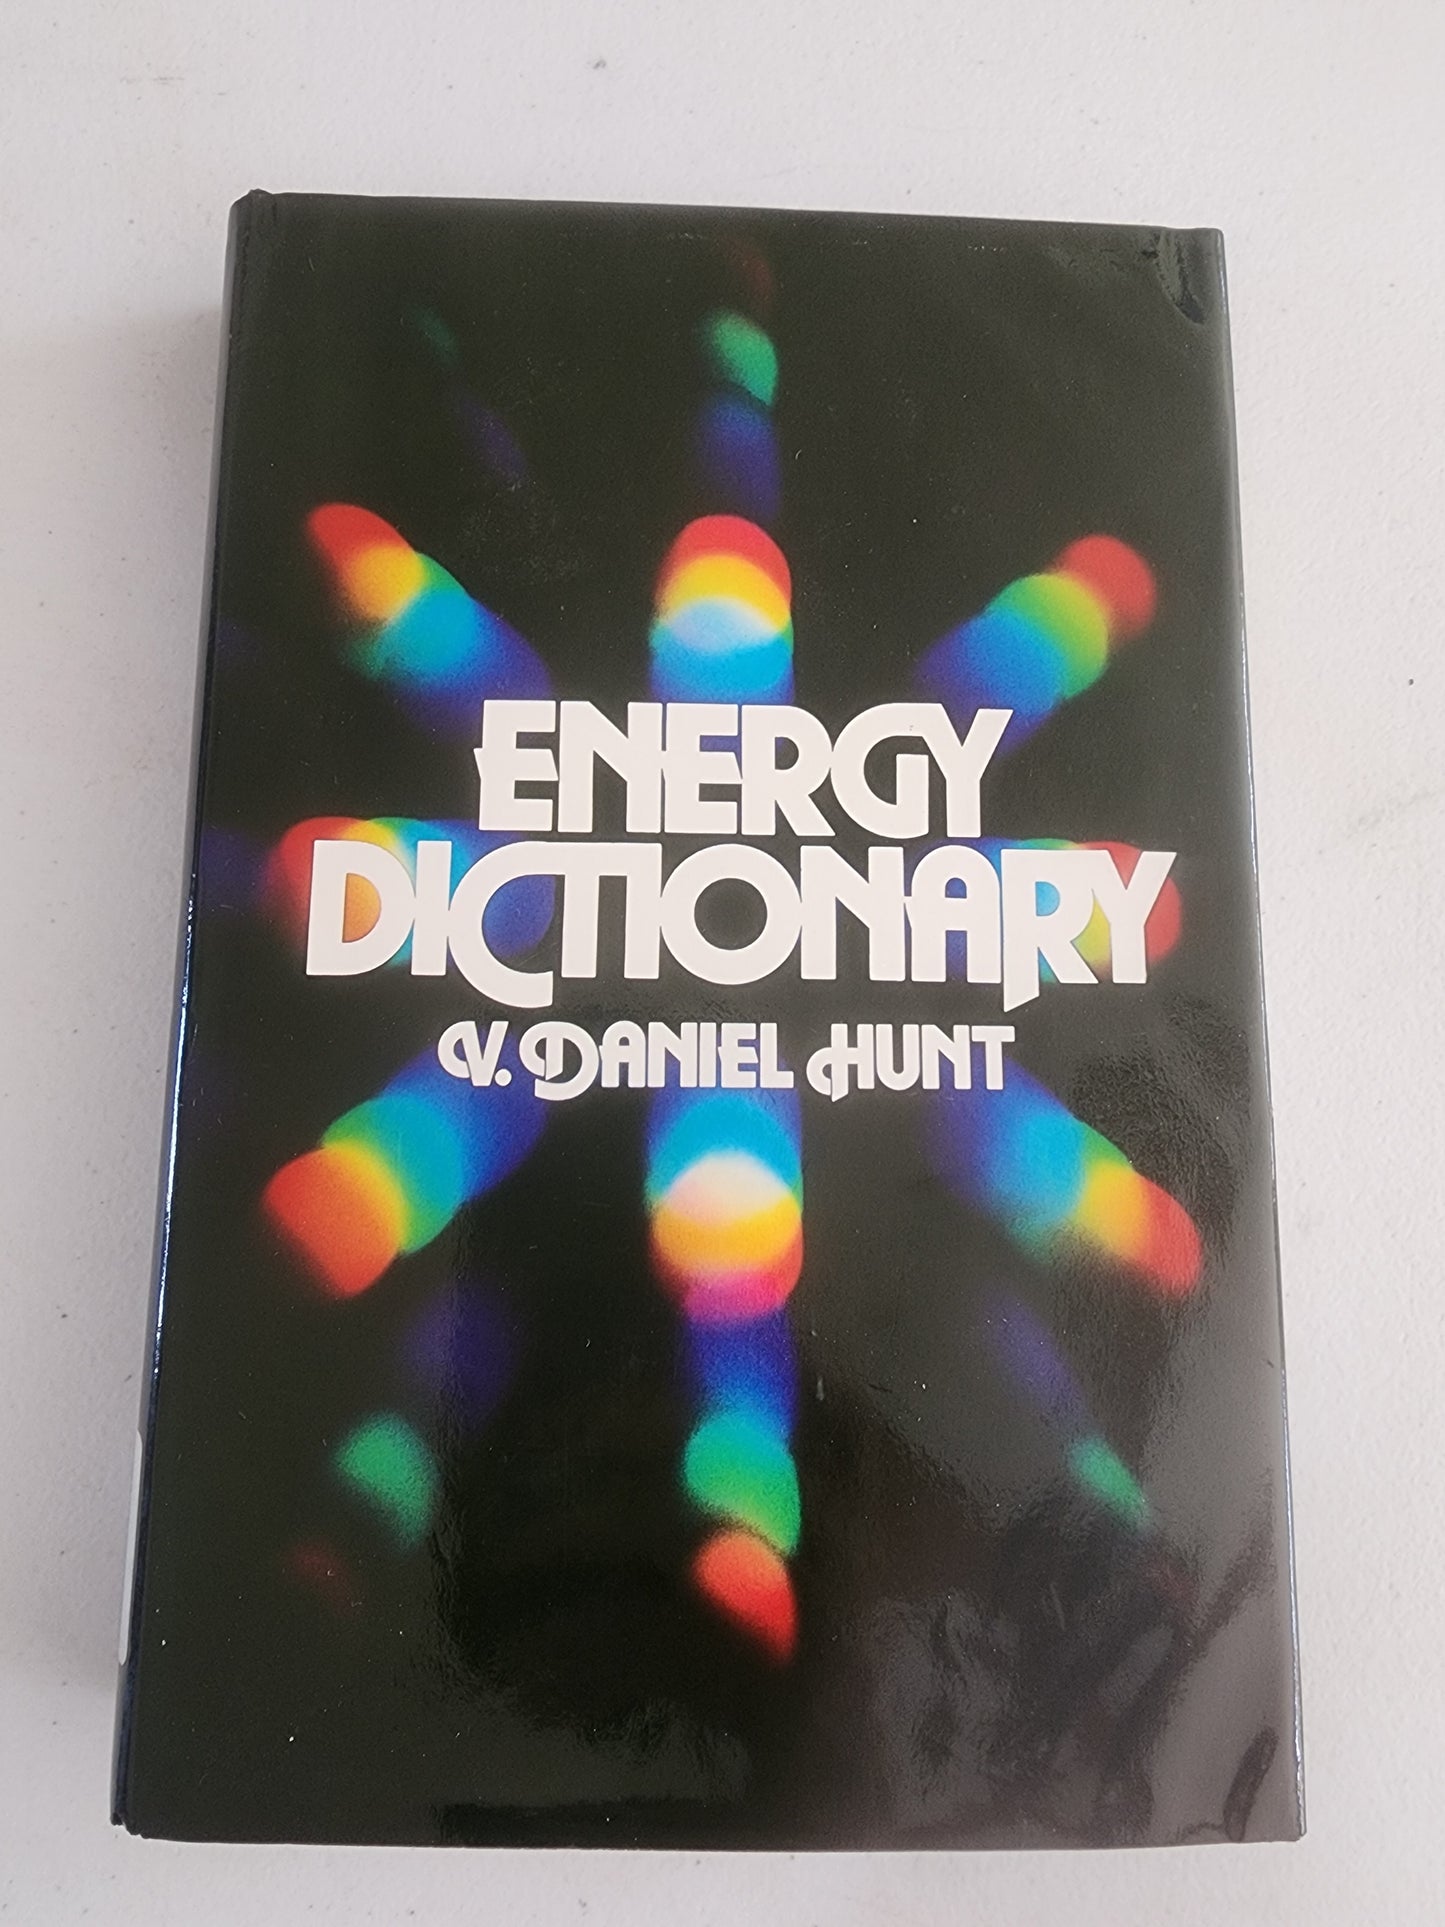 ENERGY
DICTIONARY
V. DANIEL HUNT